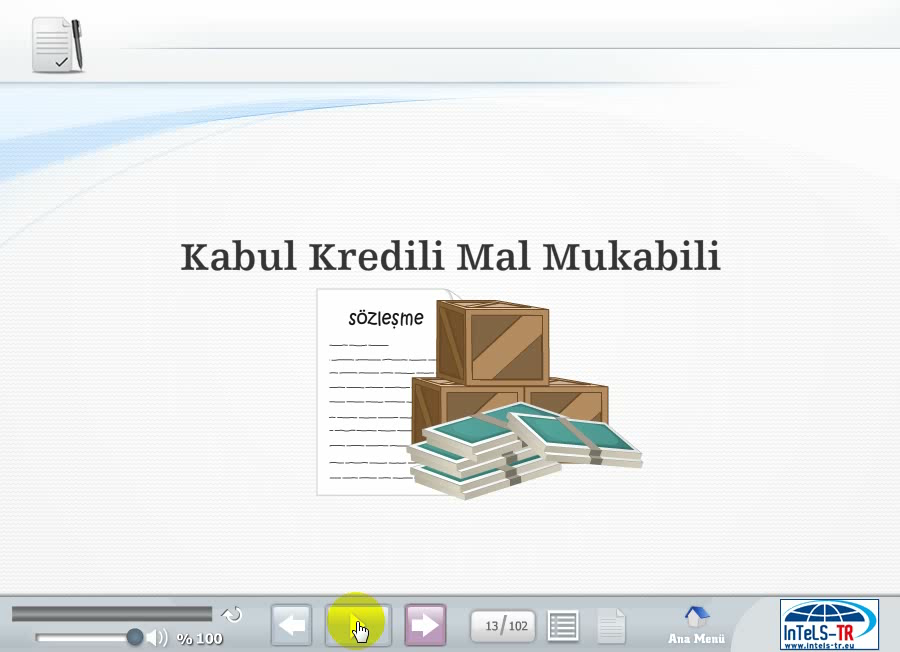 Kabul Kredili Mal Mukabili
sözleşme
% 100
13/102
Ana Menü
InTeLS-TR
www.intels-tr.eu